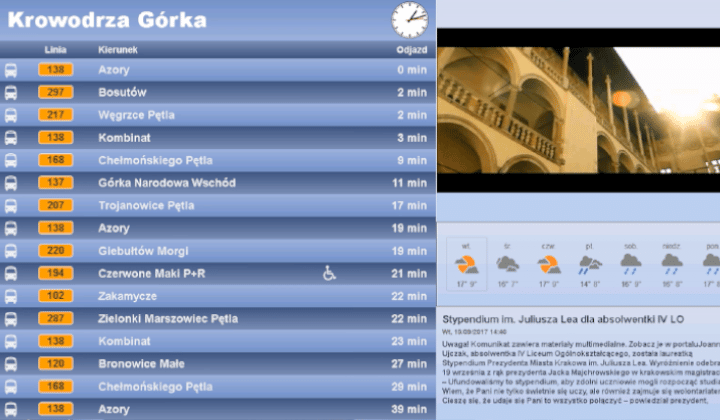 Krowodrza Górka
Linia Kierunek Odjazd
138 Azory 0 min
297 Bosutów 2 min
217 Węgrzce Pętla 2 min
138 Kombinat 3 min
168 Chełmońskiego Pętla 9 min
137 Górka Narodowa Wschód 11 min
207 Trojanowice Pętla 17 min
138 Azory 19 min
220 Giebułtów Morgi 19 min
194 Czerwone Maki P+R 21 min
102 Zakamycze 22 min
287 Zielonki Marszowiec Pętla 22 min
138 Kombinat 23 min
120 Bronowice Małe 27 min
168 Chełmońskiego Pętla 29 min
138 Azory 39 min
wt. śr. czw. pt. sob. niedz. pon.
17° 9° 16° 7° 17° 9° 14° 8° 16° 9° 16° 8° 17°
Stypendium im. Juliusza Lea dla absolwentki IV LO
Wt, 19/09/2017 14:40
Uwaga! Komunikat zawiera materiały multimedialne. Zobacz je w portaluJoann
Ujczak, absolwentka IV Liceum Ogólnokształcącego, została laureatką
Stypendium Prezydenta Miasta Krakowa im. Juliusza Lea. Wyróżnienie odebra
19 września z rąk prezydenta Jacka Majchrowskiego w krakowskim magistrac
– Ufundowaliśmy to stypendium, aby zdolni uczniowie mogli rozpocząć studi
Wiem, że Pani nie tylko świetnie się uczy, ale również zajmuje się wolontariate
Cieszę się, że udaje się Pani to wszystko połączyć – powiedział prezydent,